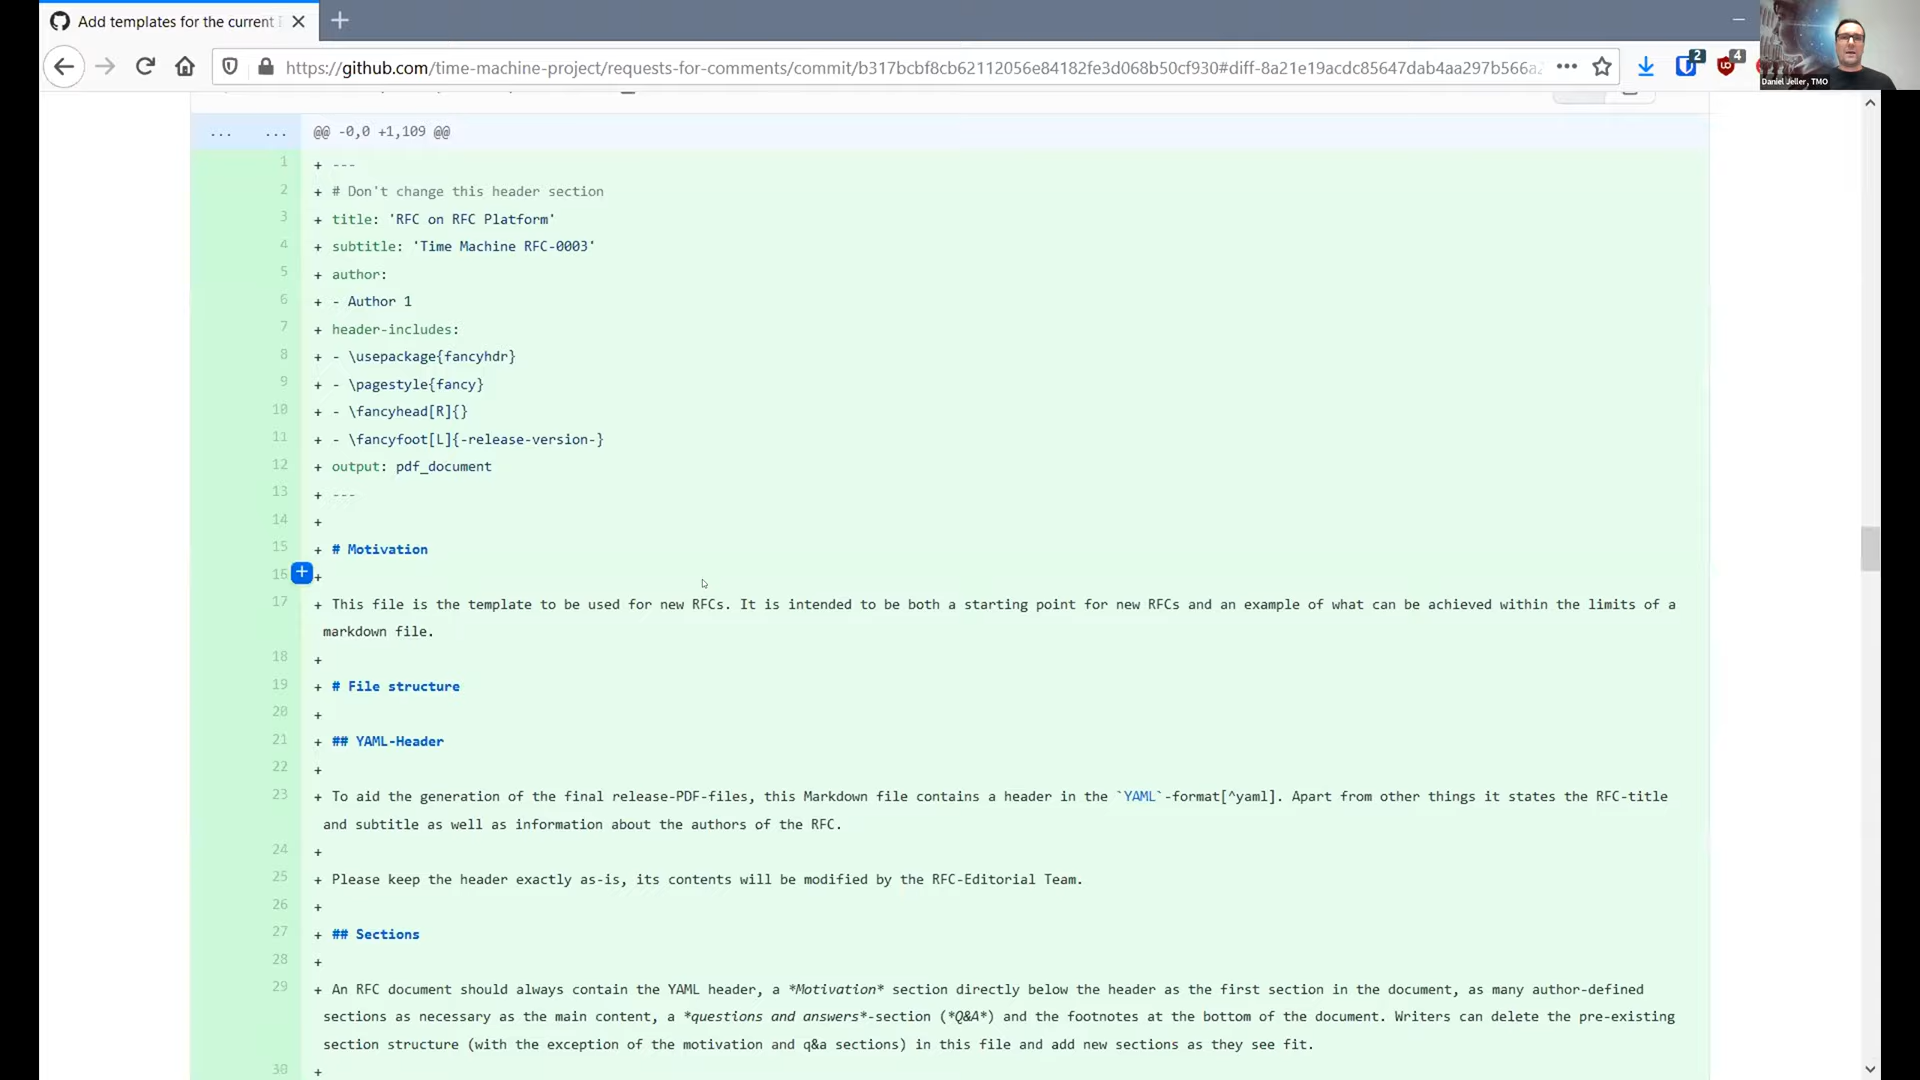 Add templates for the current
https://github.com/time-machine-project/requests-for-comments/commit/b317bcbf8cb62112056e84182fe3d068b50cf930#diff-8a21e19acdc85647dab4aa297b566a
2
4
Daniel Jeller, TMO
... ... @@ -0,0 +1,109 @@
1 + ---
2 + # Don't change this header section
3 + title: 'RFC on RFC Platform'
4 + subtitle: 'Time Machine RFC-0003'
5 + author:
6 + - Author 1
7 + header-includes:
8 + - \usepackage{fancyhdr}
9 + - \pagestyle{fancy}
10 + - \fancyhead[R]{}
11 + - \fancyfoot[L]{-release-version-}
12 + output: pdf_document
13 + ---
14 +
15 + # Motivation
16 +
17 + This file is the template to be used for new RFCs. It is intended to be both a starting point for new RFCs and an example of what can be achieved within the limits of a
markdown file.
18 +
19 + # File structure
20 +
21 + ## YAML-Header
22 +
23 + To aid the generation of the final release-PDF-files, this Markdown file contains a header in the `YAML`-format[^yaml]. Apart from other things it states the RFC-title
and subtitle as well as information about the authors of the RFC.
24 +
25 + Please keep the header exactly as-is, its contents will be modified by the RFC-Editorial Team.
26 +
27 + ## Sections
28 +
29 + An RFC document should always contain the YAML header, a *Motivation* section directly below the header as the first section in the document, as many author-defined
sections as necessary as the main content, a *questions and answers*-section (*Q&A*) and the footnotes at the bottom of the document. Writers can delete the pre-existing
section structure (with the exception of the motivation and q&a sections) in this file and add new sections as they see fit.
30 +